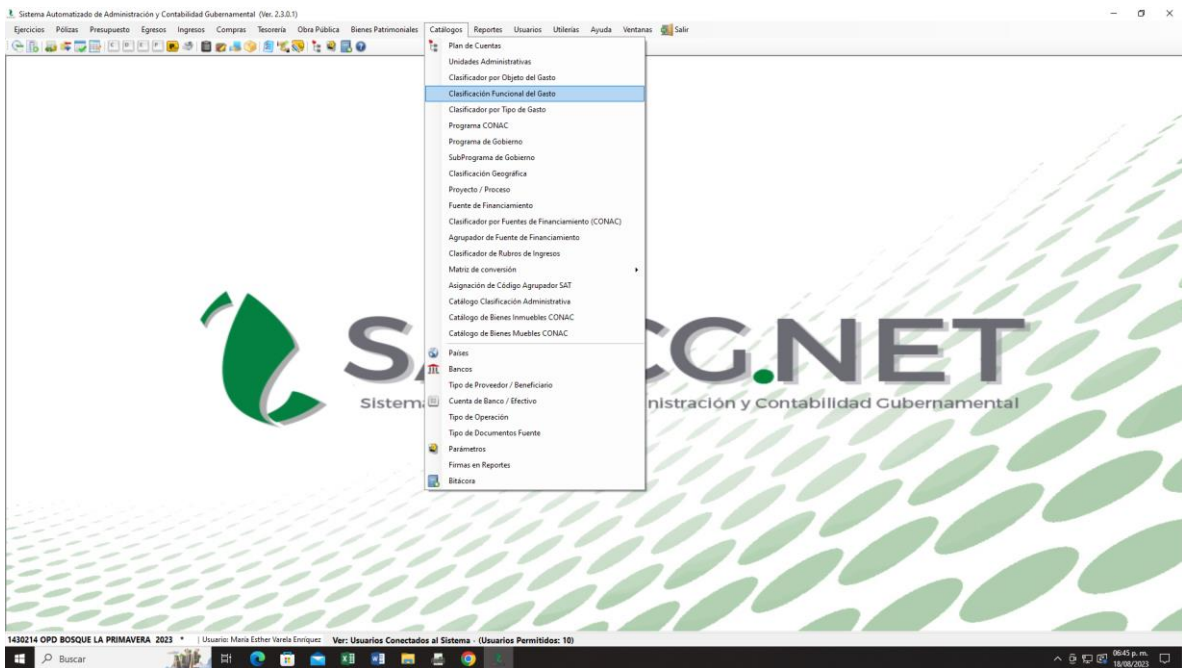 Sistema Automatizado de Administración y Contabilidad Gubernamental (Ver. 2.3.0.1)
Ejercicios Pólizas Presupuesto Egresos Ingresos Compras Tesorería Obra Pública Bienes Patrimoniales Catálogos Reportes Usuarios Utilerías Ayuda Ventanas Salir
Plan de Cuentas
Unidades Administrativas
Clasificador por Objeto del Gasto
Clasificación Funcional del Gasto
Clasificador por Tipo de Gasto
Programa CONAC
Programa de Gobierno
SubPrograma de Gobierno
Clasificación Geográfica
Proyecto / Proceso
Fuente de Financiamiento
Clasificador por Fuentes de Financiamiento (CONAC)
Agrupador de Fuente de Financiamiento
Clasificador de Rubros de Ingresos
Matriz de conversión
Asignación de Código Agrupador SAT
Catálogo Clasificación Administrativa
Catálogo de Bienes Inmuebles CONAC
Catálogo de Bienes Muebles CONAC
Países
Bancos
Tipo de Proveedor / Beneficiario
Cuenta de Banco / Efectivo
Tipo de Operación
Tipo de Documentos Fuente
Parámetros
Firmas en Reportes
Bitácora
S CG.NET
Sistem nistración y Contabilidad Gubernamental
1430214 OPD BOSQUE LA PRIMAVERA 2023 * | Usuario: María Esther Varela Enríquez Ver: Usuarios Conectados al Sistema - (Usuarios Permitidos: 10)
Buscar
06:45 p. m.
18/08/2023